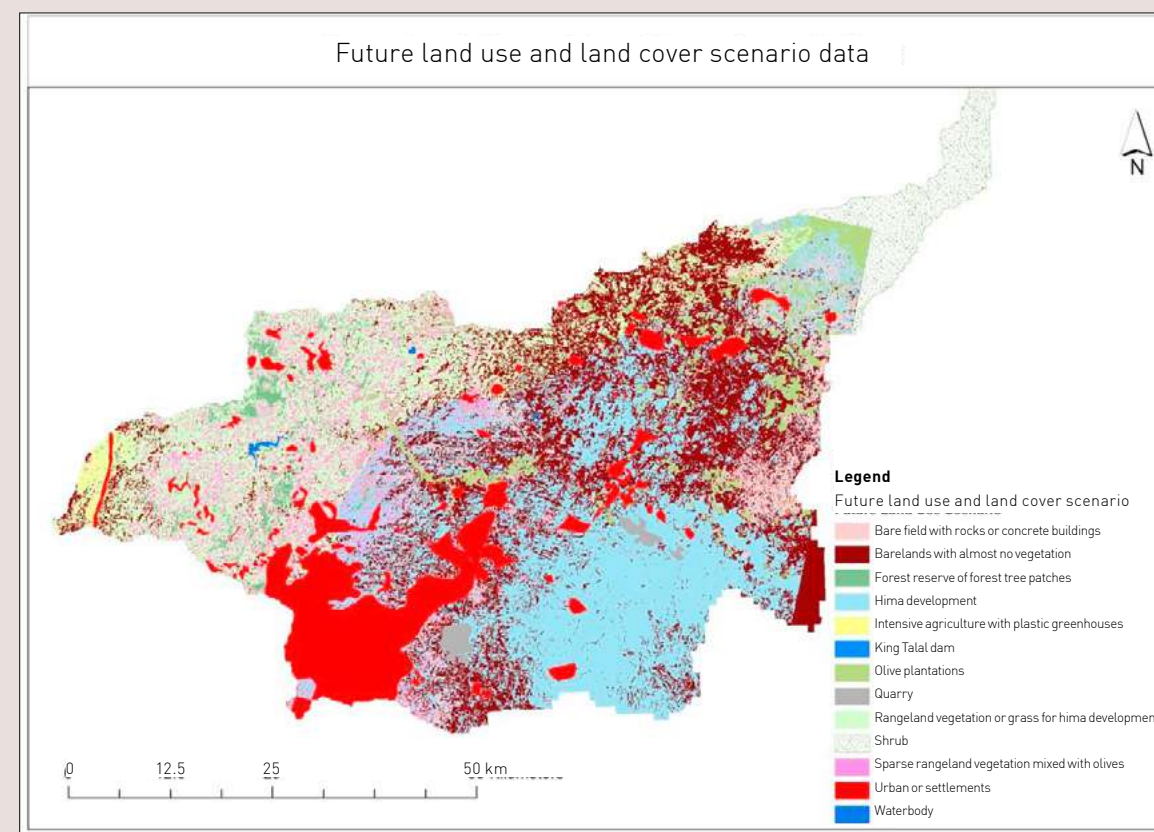 Future land use and land cover scenario data
N
Legend
Future land use and land cover scenario
Bare field with rocks or concrete buildings
Barelands with almost no vegetation
Forest reserve of forest tree patches
Hima development
Intensive agriculture with plastic greenhouses
King Talal dam
Olive plantations
Quarry
Rangeland vegetation or grass for hima developmen
Shrub
Sparse rangeland vegetation mixed with olives
Urban or settlements
Waterbody
0 12.5 25 50 km